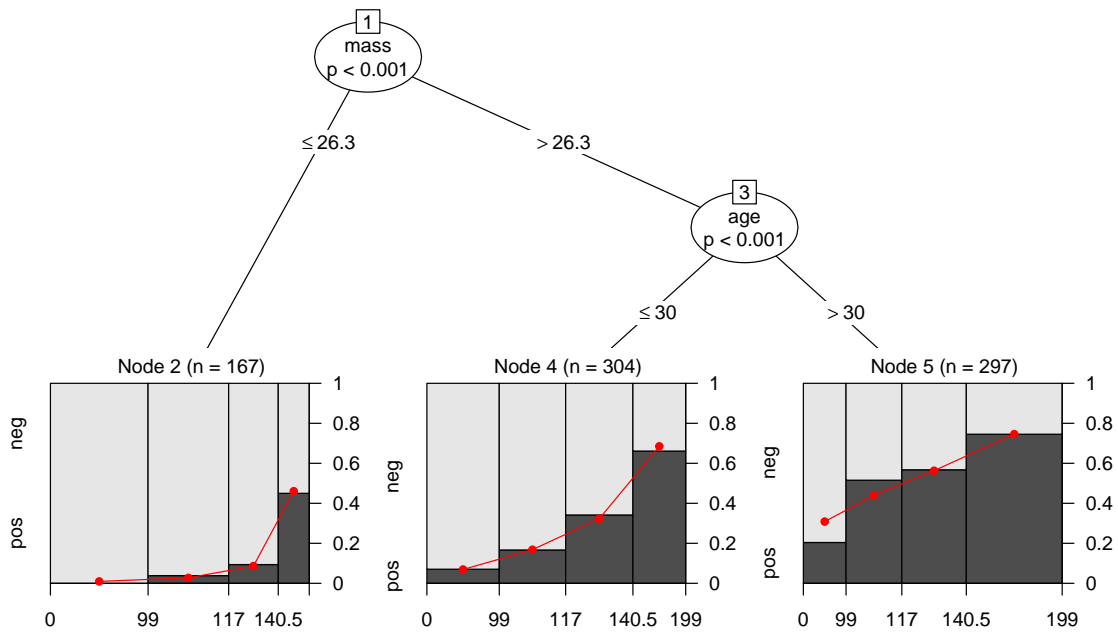 1
mass
p < 0.001
≤ 26.3
> 26.3
3
age
p < 0.001
≤ 30
> 30
Node 2 (n = 167)
pos
neg
0
99
117
140.5
0
0.2
0.4
0.6
0.8
1
Node 4 (n = 304)
pos
neg
0
99
117
140.5
199
0
0.2
0.4
0.6
0.8
1
Node 5 (n = 297)
pos
neg
0
99
117
140.5
199
0
0.2
0.4
0.6
0.8
1